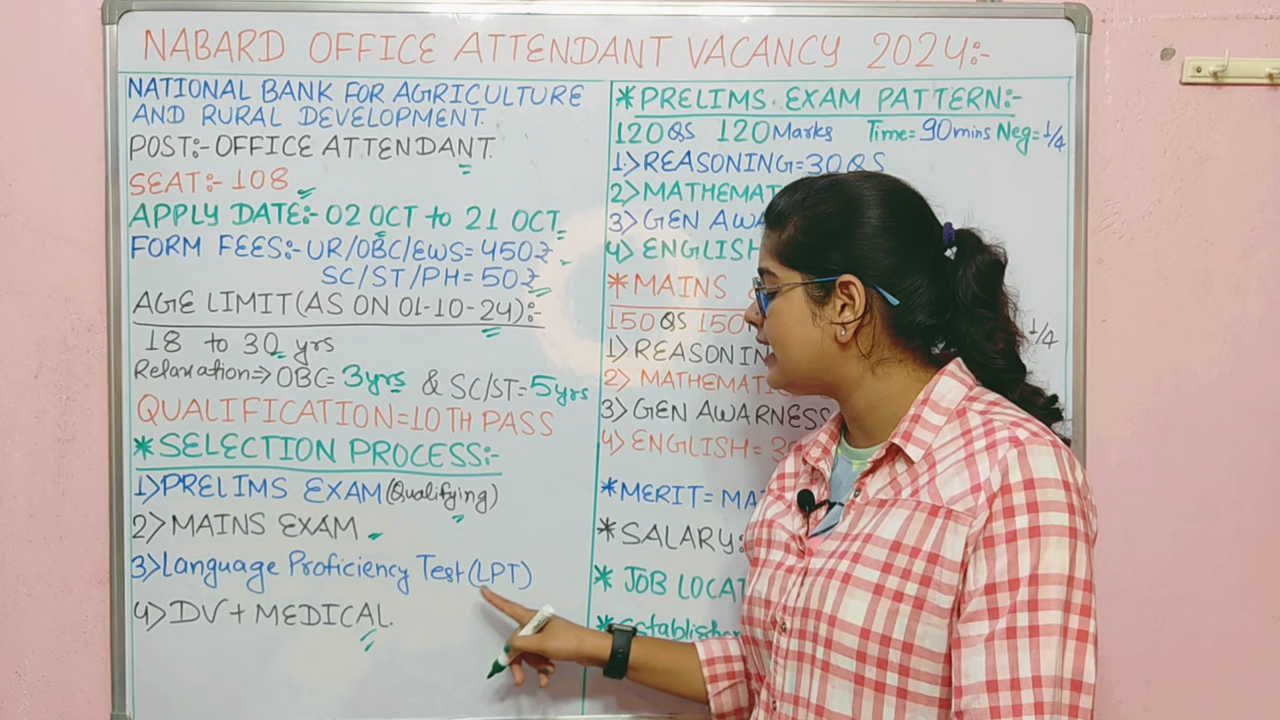 NABARD OFFICE ATTENDANT VACANCY 2024:-
NATIONAL BANK FOR AGRICULTURE
AND RURAL DEVELOPMENT.
POST:-OFFICE ATTENDANT.
SEAT:-108
APPLY DATE:-02 OCT to 21 OCT
FORM FEES:-UR/OBC/EWS=450₹
SC/ST/PH=50₹
AGE LIMIT(AS ON 01-10-24):-
18 to 30 yrs
Relaxation⇒OBC=3yrs & SC/ST=5yrs
QUALIFICATION=10TH PASS
*SELECTION PROCESS:-
1>PRELIMS EXAM(Qualifying)
2>MAINS EXAM
3>Language Proficiency Test(LPT)
4>DV+MEDICAL.
*PRELIMS EXAM PATTERN:-
120QS 120Marks Time=90mins Neg=1/4
1>REASONING=30QS
2>MATHEMAT
3>GEN AWA
4>ENGLISH
*MAINS
150QS 150 1/4
1>REASONIN
2>MATHEMATI
3>GEN AWARNESS
4>ENGLISH=3
*MERIT=MA
*SALARY:
*JOB LOCAT
*Establishe